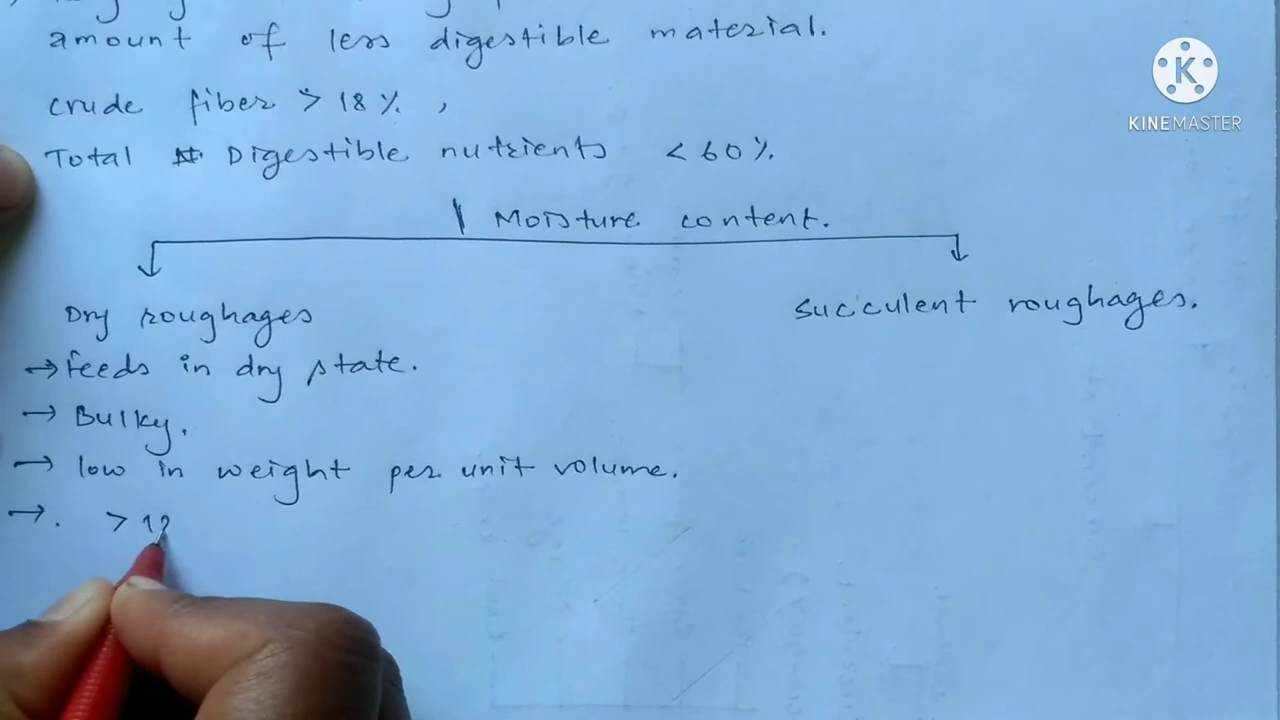 amount of less digestible material.
crude fiber > 18 %. ,
Total Digestible nutrients < 60 %.
Moisture content.
Dry roughages
succulent roughages.
→ feeds in dry state.
→ Bulky.
→ low in weight per unit volume.
→. > 12
K
KINEMASTER